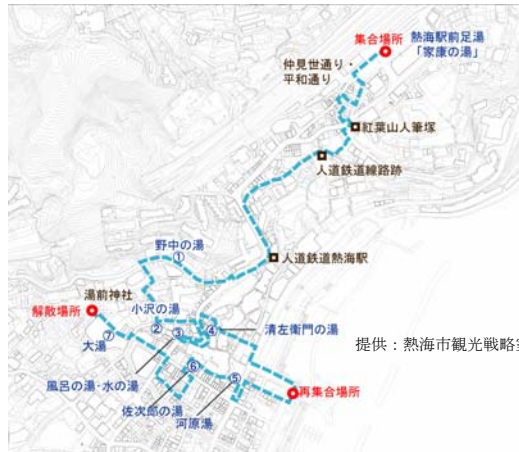 集合場所
熱海駅前足湯
「家康の湯」
仲見世通り・
平和通り
紅葉山人筆塚
人道鉄道線路跡
野中の湯
①
人道鉄道熱海駅
湯前神社
解散場所
小沢の湯
②
③
④
清左衛門の湯
⑦
大湯
提供：熱海市観光戦略室
風呂の湯・水の湯
⑥
⑤
再集合場所
佐次郎の湯
河原湯